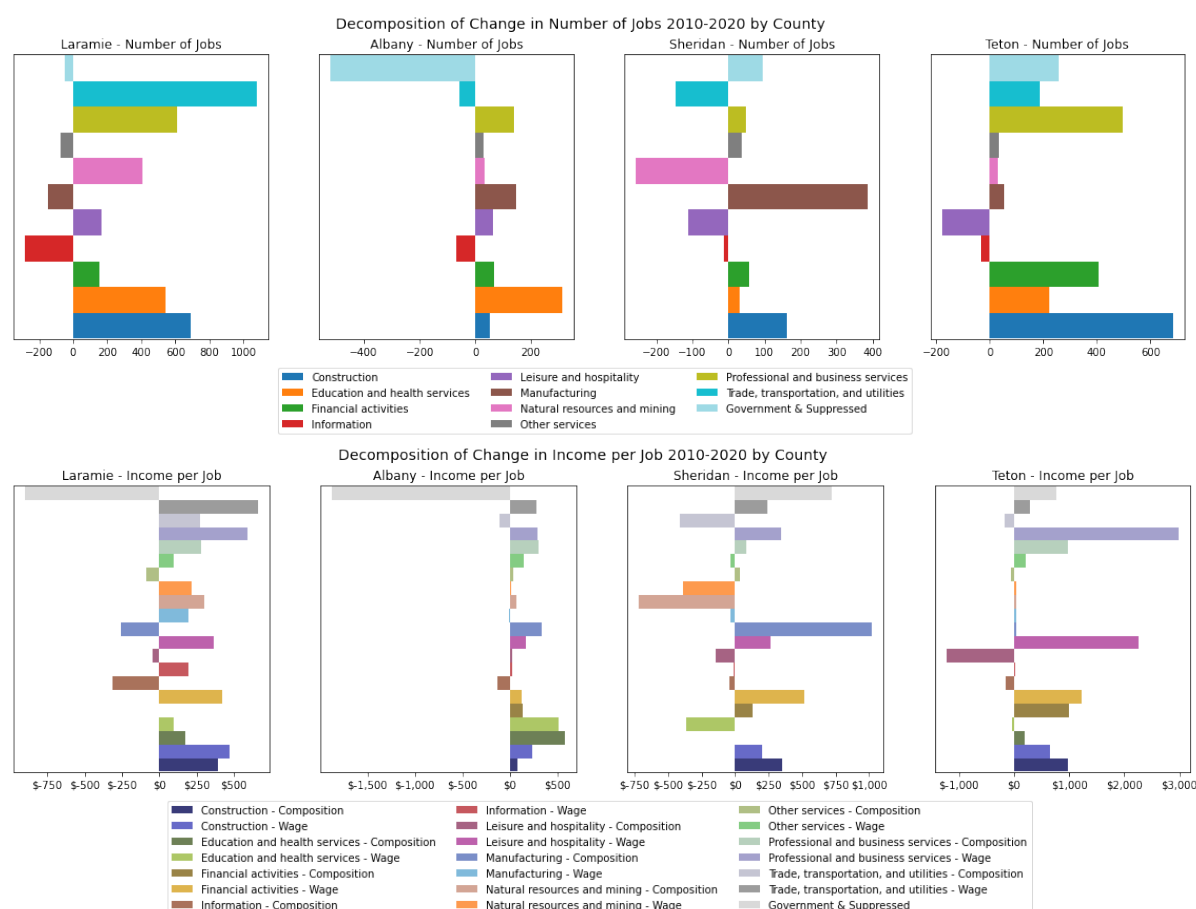 Decomposition of Change in Number of Jobs 2010-2020 by County
Laramie - Number of Jobs
Albany - Number of Jobs
Sheridan - Number of Jobs
Teton - Number of Jobs
−200 0 200 400 600 800 1000
−400 −200 0 200
−200 −100 0 100 200 300 400
−200 0 200 400 600
Construction
Education and health services
Financial activities
Information
Leisure and hospitality
Manufacturing
Natural resources and mining
Other services
Professional and business services
Trade, transportation, and utilities
Government & Suppressed
Decomposition of Change in Income per Job 2010-2020 by County
Laramie - Income per Job
Albany - Income per Job
Sheridan - Income per Job
Teton - Income per Job
$-750 $-500 $-250 $0 $250 $500
$-1,500 $-1,000 $-500 $0 $500
$-750 $-500 $-250 $0 $250 $500 $751 $1,001
$-1,000 $0 $1,000 $2,000 $3,000
Construction - Composition
Construction - Wage
Education and health services - Composition
Education and health services - Wage
Financial activities - Composition
Financial activities - Wage
Information - Composition
Information - Wage
Leisure and hospitality - Composition
Leisure and hospitality - Wage
Manufacturing - Composition
Manufacturing - Wage
Natural resources and mining - Composition
Natural resources and mining - Wage
Other services - Composition
Other services - Wage
Professional and business services - Composition
Professional and business services - Wage
Trade, transportation, and utilities - Composition
Trade, transportation, and utilities - Wage
Government & Suppressed